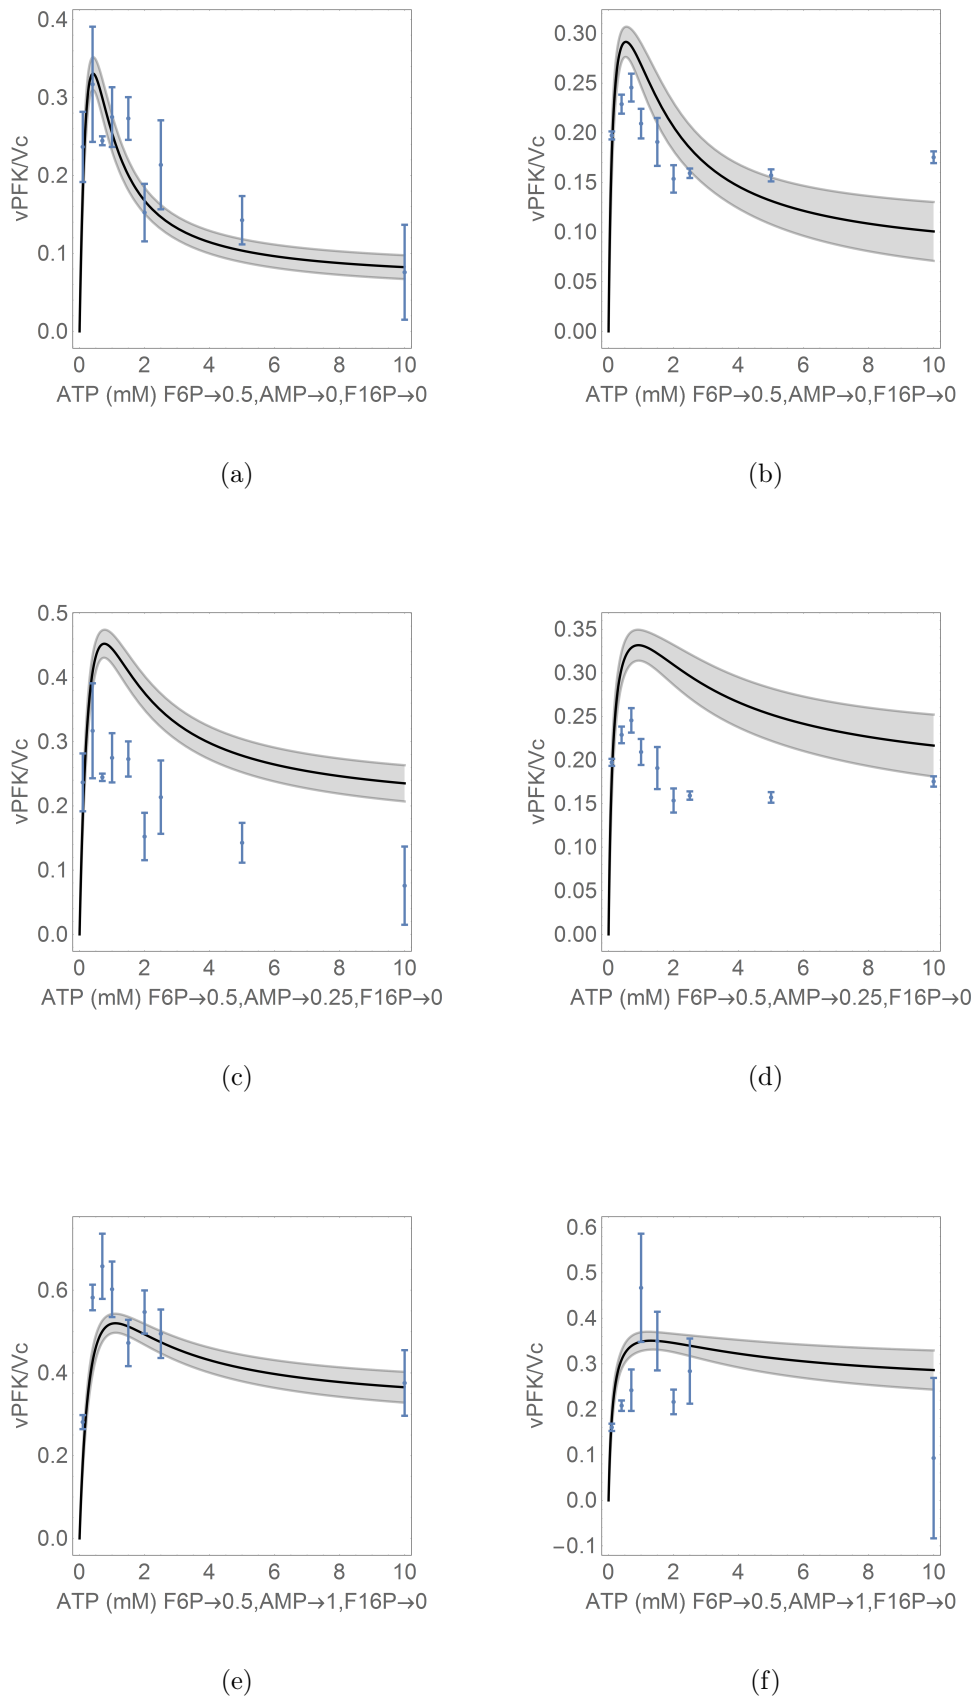 0.4
0.3
0.2
0.1
0.0
vPFK/Vc
0 2 4 6 8 10
ATP (mM) F6P→0.5,AMP→0,F16P→0
(a)
0.30
0.25
0.20
0.15
0.10
0.05
0.00
vPFK/Vc
0 2 4 6 8 10
ATP (mM) F6P→0.5,AMP→0,F16P→0
(b)
0.5
0.4
0.3
0.2
0.1
0.0
vPFK/Vc
0 2 4 6 8 10
ATP (mM) F6P→0.5,AMP→0.25,F16P→0
(c)
0.35
0.30
0.25
0.20
0.15
0.10
0.05
0.00
vPFK/Vc
0 2 4 6 8 10
ATP (mM) F6P→0.5,AMP→0.25,F16P→0
(d)
0.6
0.4
0.2
0.0
vPFK/Vc
0 2 4 6 8 10
ATP (mM) F6P→0.5,AMP→1,F16P→0
(e)
0.6
0.5
0.4
0.3
0.2
0.1
0.0
−0.1
vPFK/Vc
0 2 4 6 8 10
ATP (mM) F6P→0.5,AMP→1,F16P→0
(f)